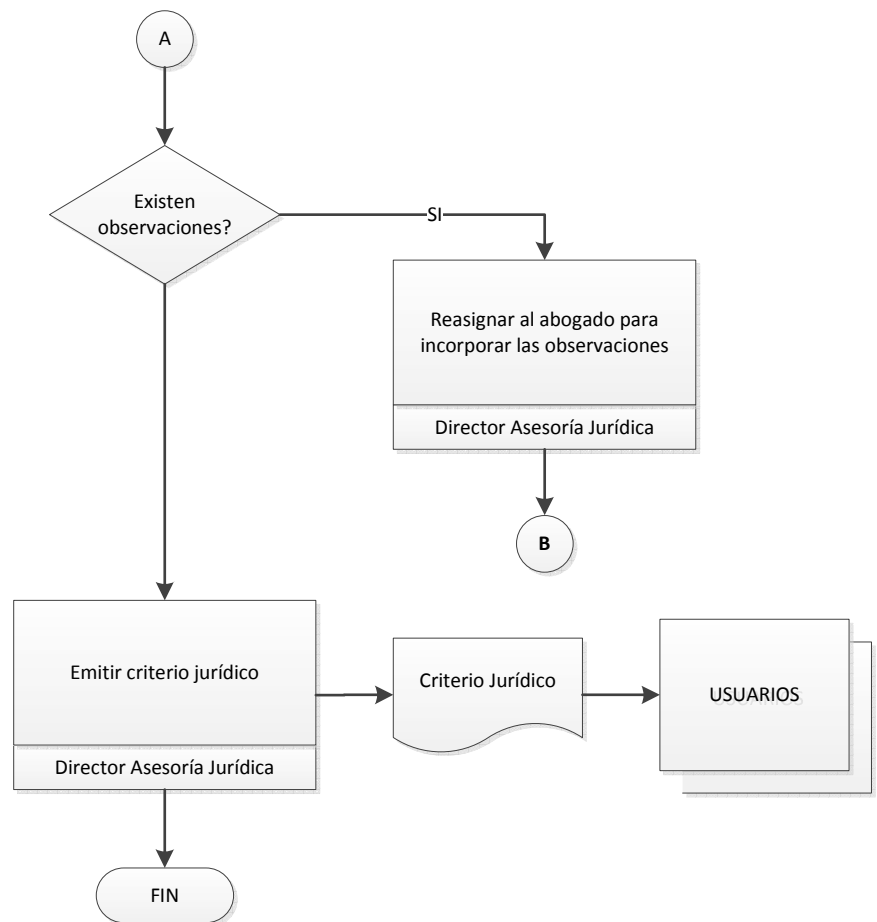 A
Existen
observaciones?
SI
Reasignar al abogado para
incorporar las observaciones
Director Asesoría Jurídica
B
Emitir criterio jurídico
Director Asesoría Jurídica
Criterio Jurídico
USUARIOS
FIN